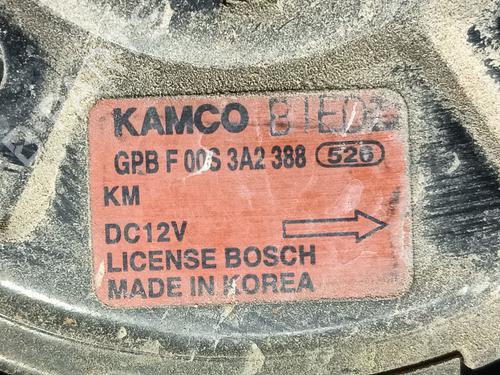 KAMCO
GPB F 00S 3A2 388 526
KM
DC12V
LICENSE BOSCH
MADE IN KOREA